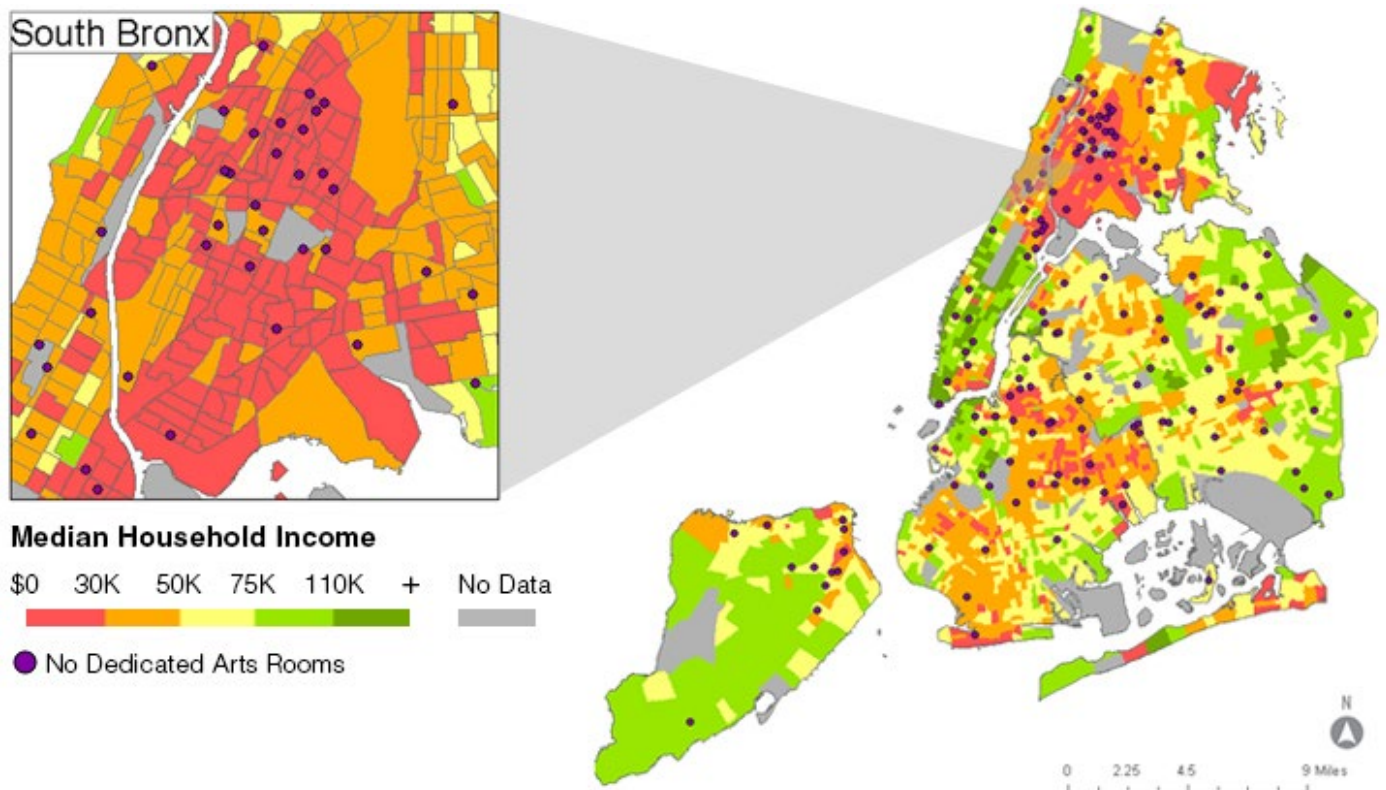 South Bronx
Median Household Income
$0 30K 50K 75K 110K + No Data
No Dedicated Arts Rooms
N
0 2.25 4.5 9 Miles